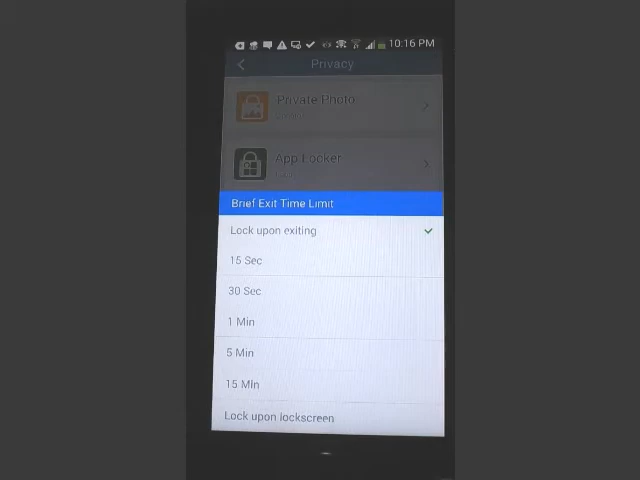 10:16 PM
Privacy
Private Photo
App Locker
Brief Exit Time Limit
Lock upon exiting
15 Sec
30 Sec
1 Min
5 Min
15 Min
Lock upon lockscreen